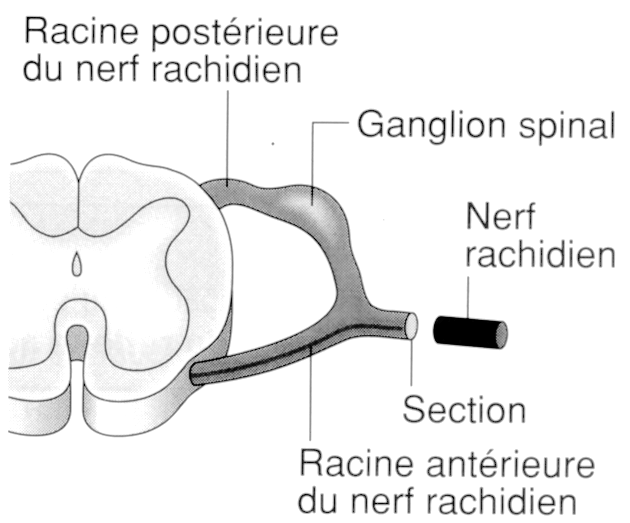 Racine postérieure
du nerf rachidien
Ganglion spinal
Nerf
rachidien
Section
Racine antérieure
du nerf rachidien